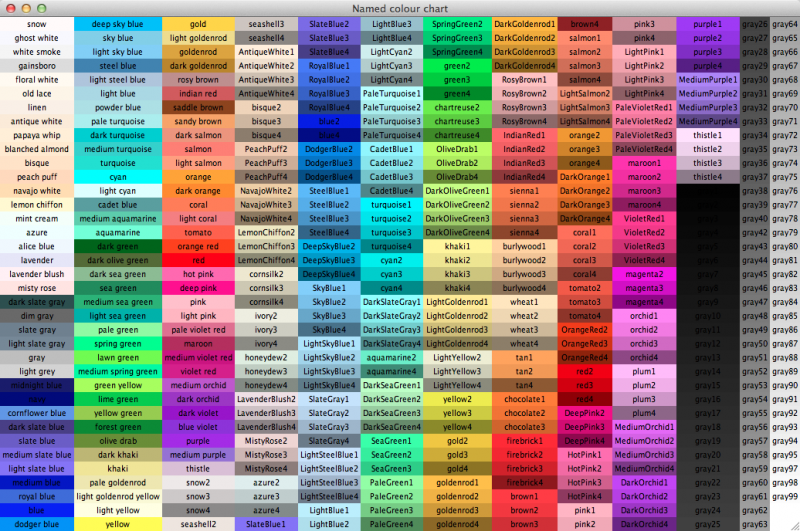 Named colour chart
snow
ghost white
white smoke
gainsboro
floral white
old lace
linen
antique white
papaya whip
blanched almond
bisque
peach puff
navajo white
lemon chiffon
mint cream
azure
alice blue
lavender
lavender blush
misty rose
dark slate gray
dim gray
slate gray
light slate gray
gray
light grey
midnight blue
navy
cornflower blue
dark slate blue
slate blue
medium slate blue
light slate blue
medium blue
royal blue
blue
dodger blue
deep sky blue
sky blue
light sky blue
steel blue
light steel blue
light blue
powder blue
pale turquoise
dark turquoise
medium turquoise
turquoise
cyan
light cyan
cadet blue
medium aquamarine
aquamarine
dark green
dark olive green
dark sea green
sea green
medium sea green
light sea green
pale green
spring green
lawn green
medium spring green
green yellow
lime green
yellow green
forest green
olive drab
dark khaki
khaki
pale goldenrod
light goldenrod yellow
light yellow
yellow
gold
light goldenrod
goldenrod
dark goldenrod
rosy brown
indian red
saddle brown
sandy brown
dark salmon
salmon
light salmon
orange
dark orange
coral
light coral
tomato
orange red
red
hot pink
deep pink
pink
light pink
pale violet red
maroon
medium violet red
violet red
medium orchid
dark orchid
dark violet
blue violet
purple
medium purple
thistle
snow2
snow3
snow4
seashell2
seashell3
seashell4
AntiqueWhite1
AntiqueWhite2
AntiqueWhite3
AntiqueWhite4
bisque2
bisque3
bisque4
PeachPuff2
PeachPuff3
PeachPuff4
NavajoWhite2
NavajoWhite3
NavajoWhite4
LemonChiffon2
LemonChiffon3
LemonChiffon4
cornsilk2
cornsilk3
cornsilk4
ivory2
ivory3
ivory4
honeydew2
honeydew3
honeydew4
LavenderBlush2
LavenderBlush3
LavenderBlush4
MistyRose2
MistyRose3
MistyRose4
azure2
azure3
azure4
SlateBlue1
SlateBlue2
SlateBlue3
SlateBlue4
RoyalBlue1
RoyalBlue2
RoyalBlue3
RoyalBlue4
blue2
blue4
DodgerBlue2
DodgerBlue3
DodgerBlue4
SteelBlue1
SteelBlue2
SteelBlue3
SteelBlue4
DeepSkyBlue2
DeepSkyBlue3
DeepSkyBlue4
SkyBlue1
SkyBlue2
SkyBlue3
SkyBlue4
LightSkyBlue1
LightSkyBlue2
LightSkyBlue3
LightSkyBlue4
SlateGray1
SlateGray2
SlateGray3
SlateGray4
LightSteelBlue1
LightSteelBlue2
LightSteelBlue3
LightSteelBlue4
LightBlue1
LightBlue2
LightBlue3
LightBlue4
LightCyan2
LightCyan3
LightCyan4
PaleTurquoise1
PaleTurquoise2
PaleTurquoise3
PaleTurquoise4
CadetBlue1
CadetBlue2
CadetBlue3
CadetBlue4
turquoise1
turquoise2
turquoise3
turquoise4
cyan2
cyan3
cyan4
DarkSlateGray1
DarkSlateGray2
DarkSlateGray3
DarkSlateGray4
aquamarine2
aquamarine4
DarkSeaGreen1
DarkSeaGreen2
DarkSeaGreen3
DarkSeaGreen4
SeaGreen1
SeaGreen2
SeaGreen3
PaleGreen1
PaleGreen2
PaleGreen3
PaleGreen4
SpringGreen2
SpringGreen3
SpringGreen4
green2
green3
green4
chartreuse2
chartreuse3
chartreuse4
OliveDrab1
OliveDrab2
OliveDrab4
DarkOliveGreen1
DarkOliveGreen2
DarkOliveGreen3
DarkOliveGreen4
khaki1
khaki2
khaki3
khaki4
LightGoldenrod1
LightGoldenrod2
LightGoldenrod3
LightGoldenrod4
LightYellow2
LightYellow3
LightYellow4
yellow2
yellow3
yellow4
gold2
gold3
gold4
goldenrod1
goldenrod2
goldenrod3
goldenrod4
DarkGoldenrod1
DarkGoldenrod2
DarkGoldenrod3
DarkGoldenrod4
RosyBrown1
RosyBrown2
RosyBrown3
RosyBrown4
IndianRed1
IndianRed2
IndianRed3
IndianRed4
sienna1
sienna2
sienna3
sienna4
burlywood1
burlywood2
burlywood3
burlywood4
wheat1
wheat2
wheat3
wheat4
tan1
tan2
tan4
chocolate1
chocolate2
chocolate3
firebrick1
firebrick2
firebrick3
firebrick4
brown1
brown2
brown3
brown4
salmon1
salmon2
salmon3
salmon4
LightSalmon2
LightSalmon3
LightSalmon4
orange2
orange3
orange4
DarkOrange1
DarkOrange2
DarkOrange3
DarkOrange4
coral1
coral2
coral3
coral4
tomato2
tomato3
tomato4
OrangeRed2
OrangeRed3
OrangeRed4
red2
red3
red4
DeepPink2
DeepPink3
DeepPink4
HotPink1
HotPink2
HotPink3
HotPink4
pink1
pink2
pink3
pink4
LightPink1
LightPink2
LightPink3
LightPink4
PaleVioletRed1
PaleVioletRed2
PaleVioletRed3
PaleVioletRed4
maroon1
maroon2
maroon3
maroon4
VioletRed1
VioletRed2
VioletRed3
VioletRed4
magenta2
magenta3
magenta4
orchid1
orchid2
orchid3
orchid4
plum1
plum2
plum3
plum4
MediumOrchid1
MediumOrchid2
MediumOrchid3
MediumOrchid4
DarkOrchid1
DarkOrchid2
DarkOrchid3
DarkOrchid4
purple1
purple2
purple3
purple4
MediumPurple1
MediumPurple2
MediumPurple3
MediumPurple4
thistle1
thistle2
thistle3
thistle4
gray5
gray6
gray7
gray8
gray9
gray10
gray11
gray12
gray13
gray14
gray15
gray16
gray17
gray18
gray19
gray20
gray21
gray22
gray23
gray24
gray25
gray26
gray27
gray28
gray29
gray30
gray31
gray32
gray33
gray34
gray35
gray36
gray37
gray38
gray39
gray40
gray42
gray43
gray44
gray45
gray46
gray47
gray48
gray49
gray50
gray51
gray52
gray53
gray54
gray55
gray56
gray57
gray58
gray59
gray60
gray61
gray62
gray63
gray64
gray65
gray66
gray67
gray68
gray69
gray70
gray71
gray72
gray73
gray74
gray75
gray76
gray77
gray78
gray79
gray80
gray81
gray82
gray83
gray84
gray85
gray86
gray87
gray88
gray89
gray90
gray91
gray92
gray93
gray94
gray95
gray97
gray98
gray99